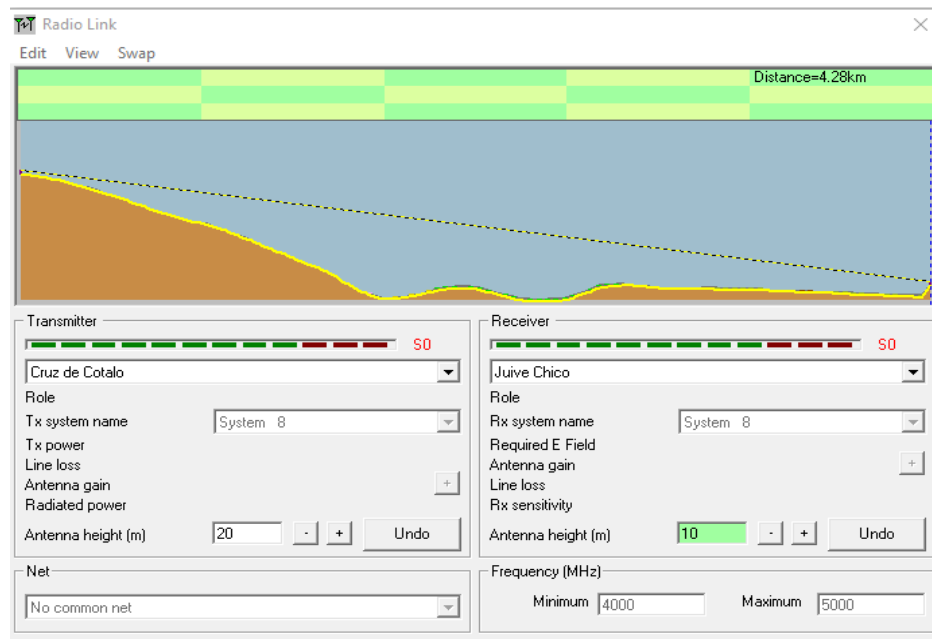 Radio Link
Edit View Swap
Distance=4.28km
Transmitter
S0
Cruz de Cotalo
Role
Tx system name System 8
Tx power
Line loss
Antenna gain +
Radiated power
Antenna height (m) 20 - + Undo
Net
No common net
Receiver
S0
Juive Chico
Role
Rx system name System 8
Required E Field
Antenna gain +
Line loss
Rx sensitivity
Antenna height (m) 10 - + Undo
Frequency (MHz)
Minimum 4000 Maximum 5000